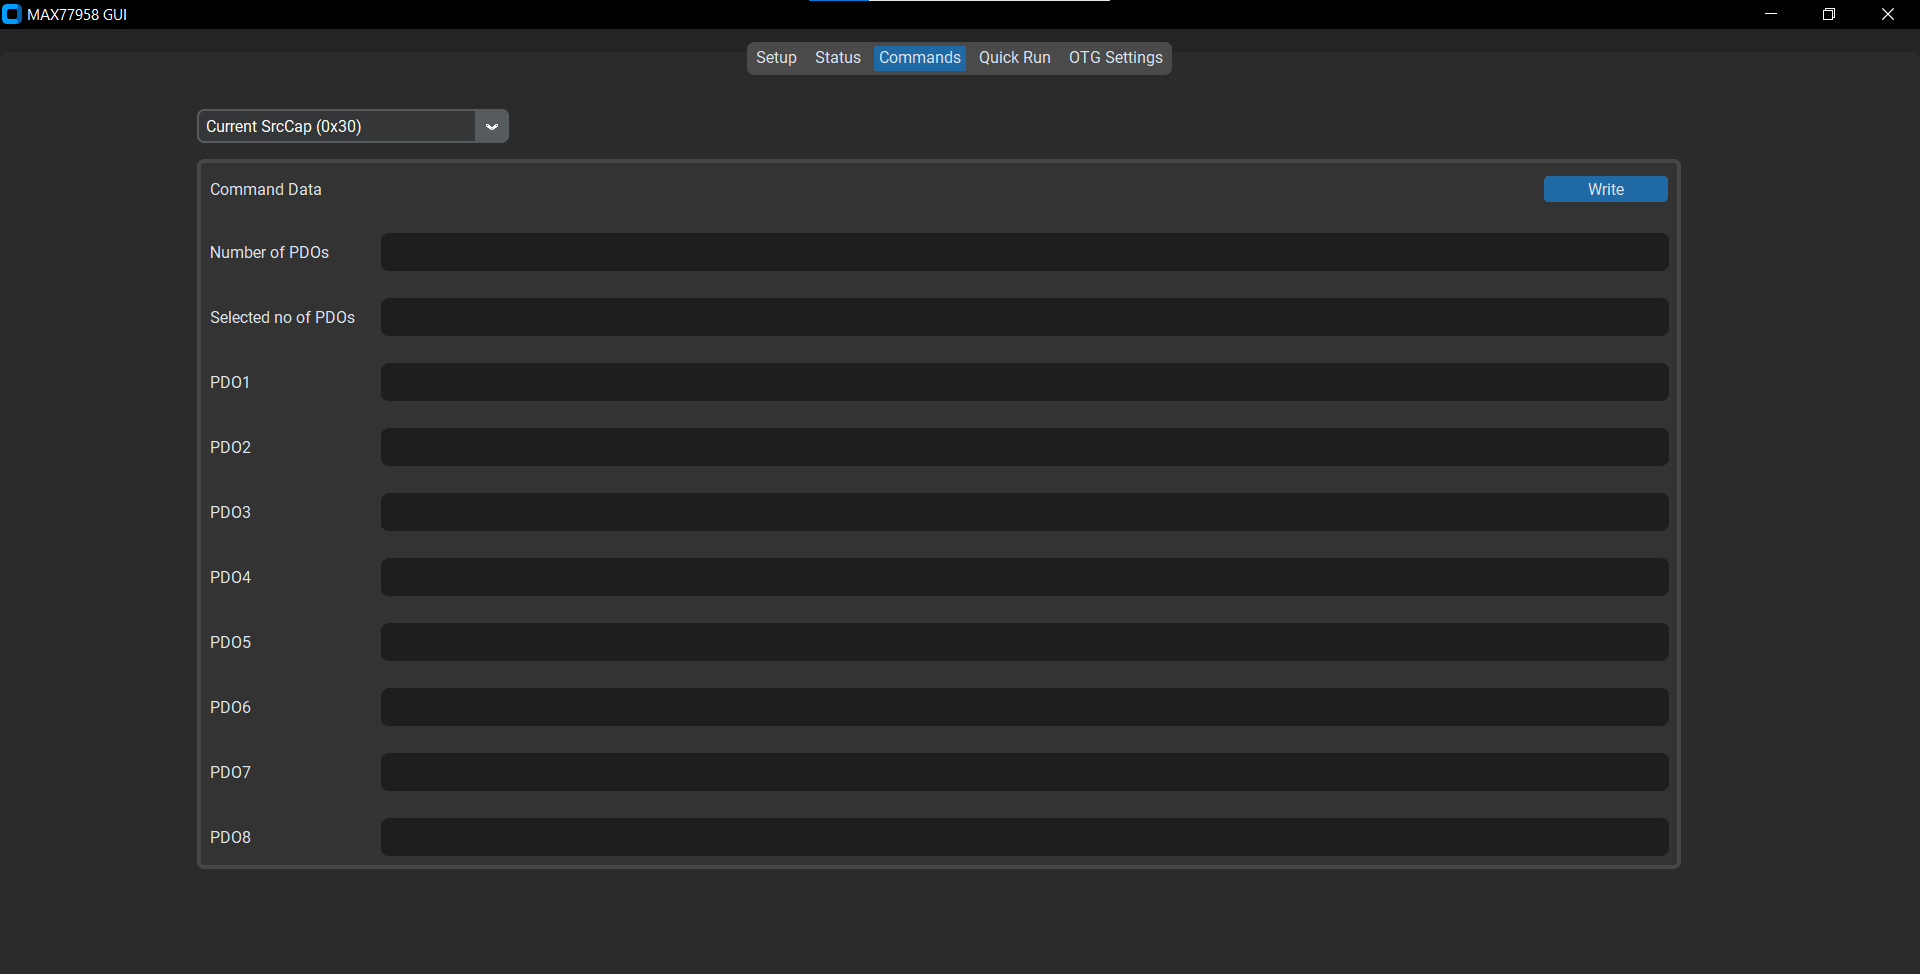 MAX77958 GUI
Setup Status Commands Quick Run OTG Settings
Current SrcCap (0x30)
Command Data Write
Number of PDOs
Selected no of PDOs
PDO1
PDO2
PDO3
PDO4
PDO5
PDO6
PDO7
PDO8